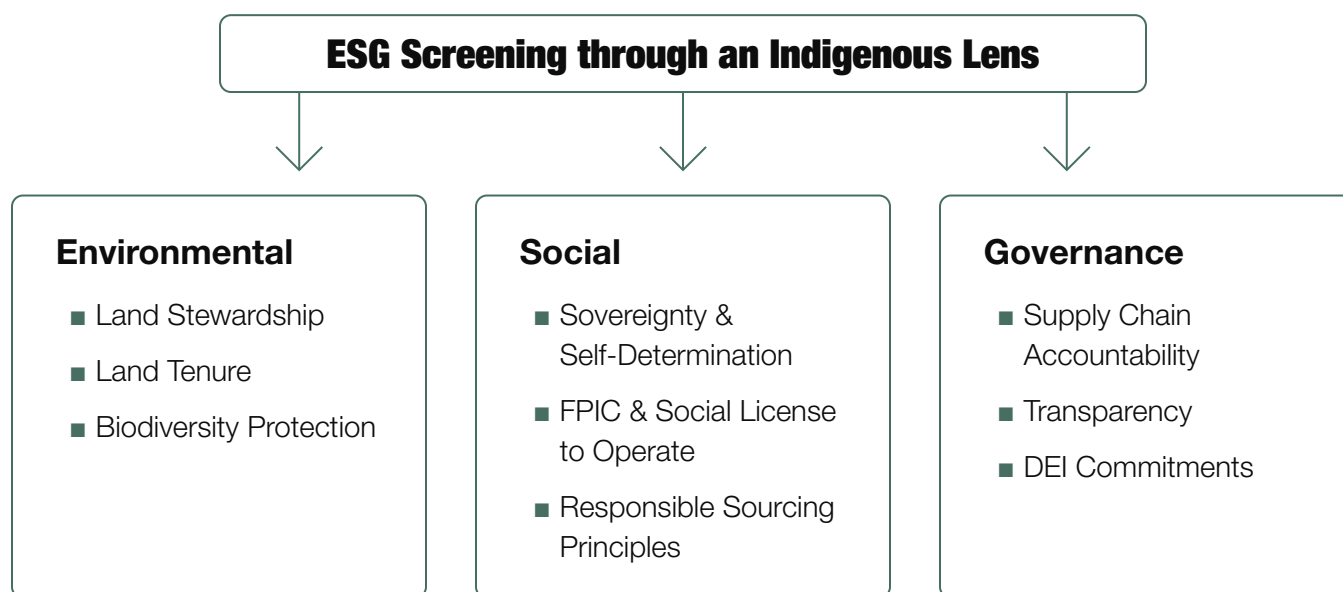 ESG Screening through an Indigenous Lens
Environmental
■ Land Stewardship
■ Land Tenure
■ Biodiversity Protection
Social
■ Sovereignty &
Self-Determination
■ FPIC & Social License
to Operate
■ Responsible Sourcing
Principles
Governance
■ Supply Chain
Accountability
■ Transparency
■ DEI Commitments